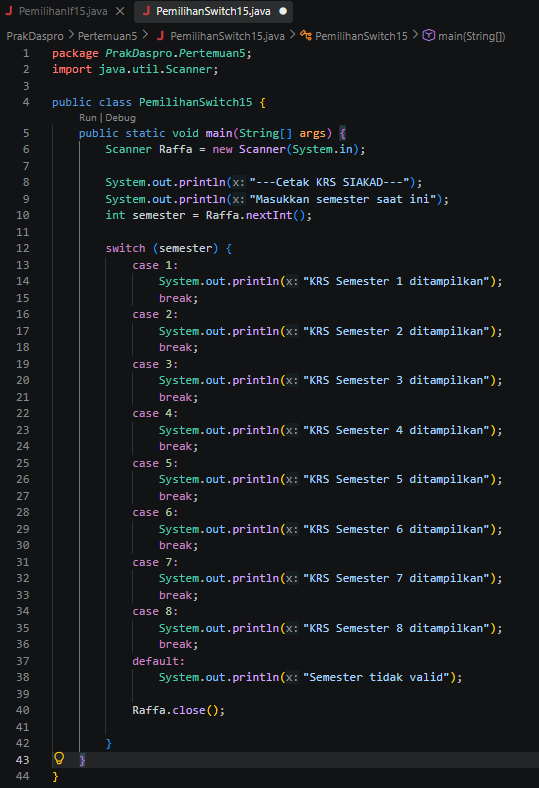 PemilihanIf15.java
PemilihanSwitch15.java
PrakDaspro > Pertemuan5 > PemilihanSwitch15.java > PemilihanSwitch15 > main(String[])
1 package PrakDaspro.Pertemuan5;
2 import java.util.Scanner;
3
4 public class PemilihanSwitch15 {
Run | Debug
5 public static void main(String[] args) {
6 Scanner Raffa = new Scanner(System.in);
7
8 System.out.println(x: "---Cetak KRS SIAKAD---");
9 System.out.println(x: "Masukkan semester saat ini");
10 int semester = Raffa.nextInt();
11
12 switch (semester) {
13 case 1:
14 System.out.println(x: "KRS Semester 1 ditampilkan");
15 break;
16 case 2:
17 System.out.println(x: "KRS Semester 2 ditampilkan");
18 break;
19 case 3:
20 System.out.println(x: "KRS Semester 3 ditampilkan");
21 break;
22 case 4:
23 System.out.println(x: "KRS Semester 4 ditampilkan");
24 break;
25 case 5:
26 System.out.println(x: "KRS Semester 5 ditampilkan");
27 break;
28 case 6:
29 System.out.println(x: "KRS Semester 6 ditampilkan");
30 break;
31 case 7:
32 System.out.println(x: "KRS Semester 7 ditampilkan");
33 break;
34 case 8:
35 System.out.println(x: "KRS Semester 8 ditampilkan");
36 break;
37 default:
38 System.out.println(x: "Semester tidak valid");
39
40 Raffa.close();
41
42 }
43 }
44 }